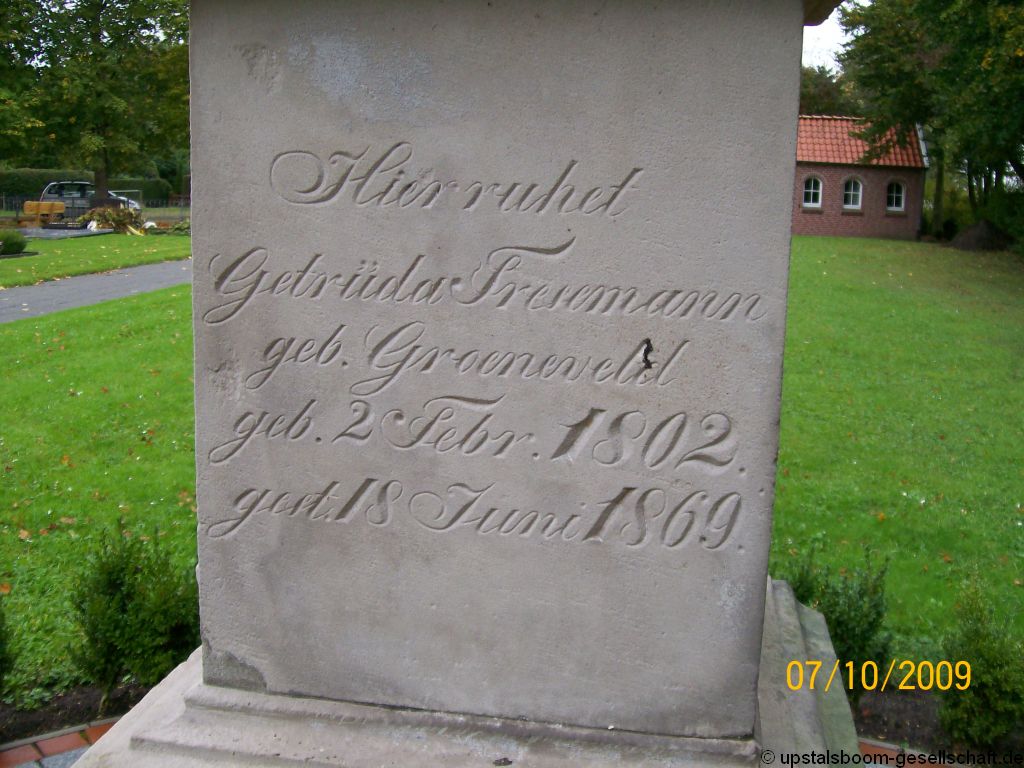 Hier ruhet
Getrüda Fresemann
geb. Groeneveld
geb. 2 Febr. 1802.
gest. 18 Juni 1869.
07/10/2009
© upstalsboom-gesellschaft.de